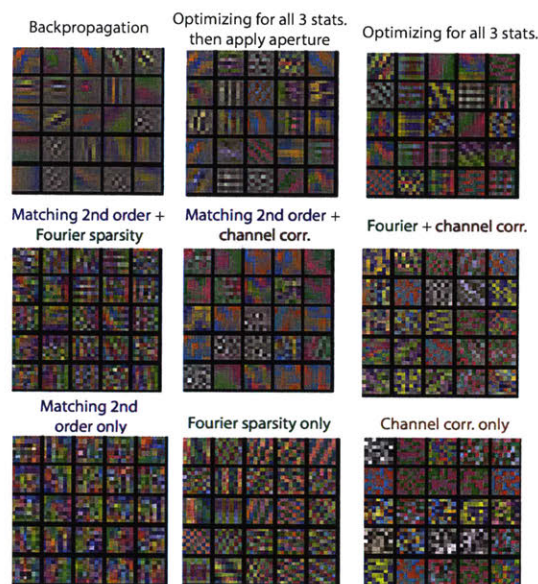 Backpropagation
Optimizing for all 3 stats.
then apply aperture
Optimizing for all 3 stats.
Matching 2nd order +
Fourier sparsity
Matching 2nd order +
channel corr.
Fourier + channel corr.
Matching 2nd
order only
Fourier sparsity only
Channel corr. only